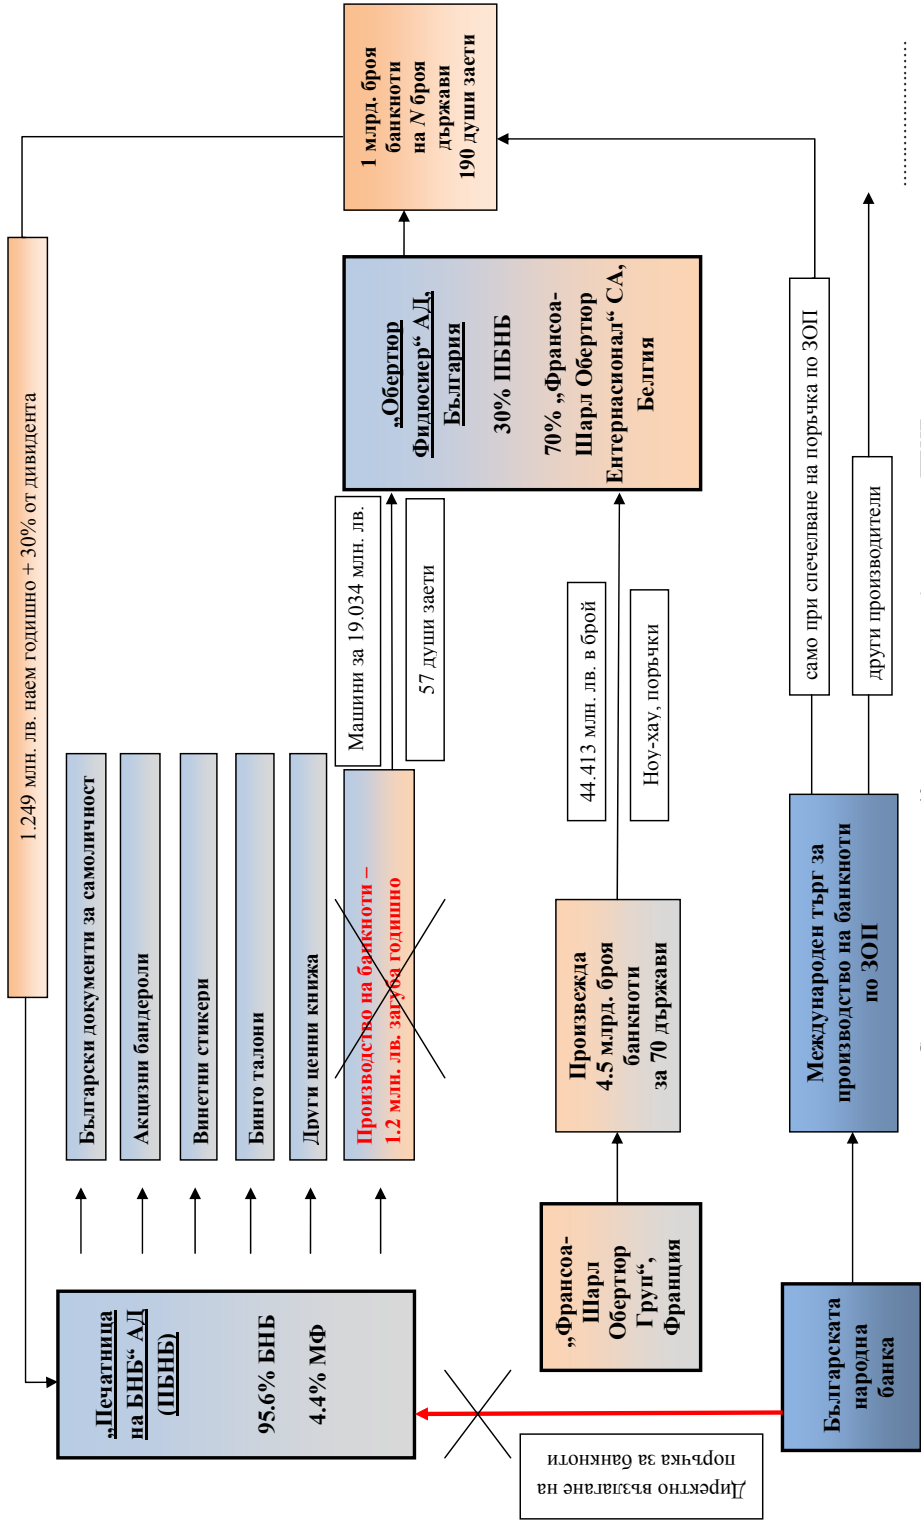 1.249 млн. лв. наем годишно + 30% от дивидента
„Печатница
на БНБ“ АД
(ПБНБ)
95.6% БНБ
4.4% МФ
Български документи за самоличност
Акцизни бандероли
Винетни стикери
Бинго талони
Други ценни книжа
Производство на банкноти –
1.2 млн. лв. загуба годишно
Машини за 19.034 млн. лв.
57 души заети
„Обертюр
Фидюсиер“ АД,
България
30% ПБНБ
70% „Франсоа-
Шарл Обертюр
Ентернасионал“ СА,
Белгия
1 млрд. броя
банкноти
на N броя
държави
190 души заети
„Франсоа-
Шарл
Обертюр
Груп“,
Франция
Произвежда
4.5 млрд. броя
банкноти
за 70 държави
44.413 млн. лв. в брой
Ноу-хау, поръчки
Директно възлагане на
поръчка за банкноти
Българската
народна
банка
Международен търг за
производство на банкноти
по ЗОП
само при спечелване на поръчка по ЗОП
други производители